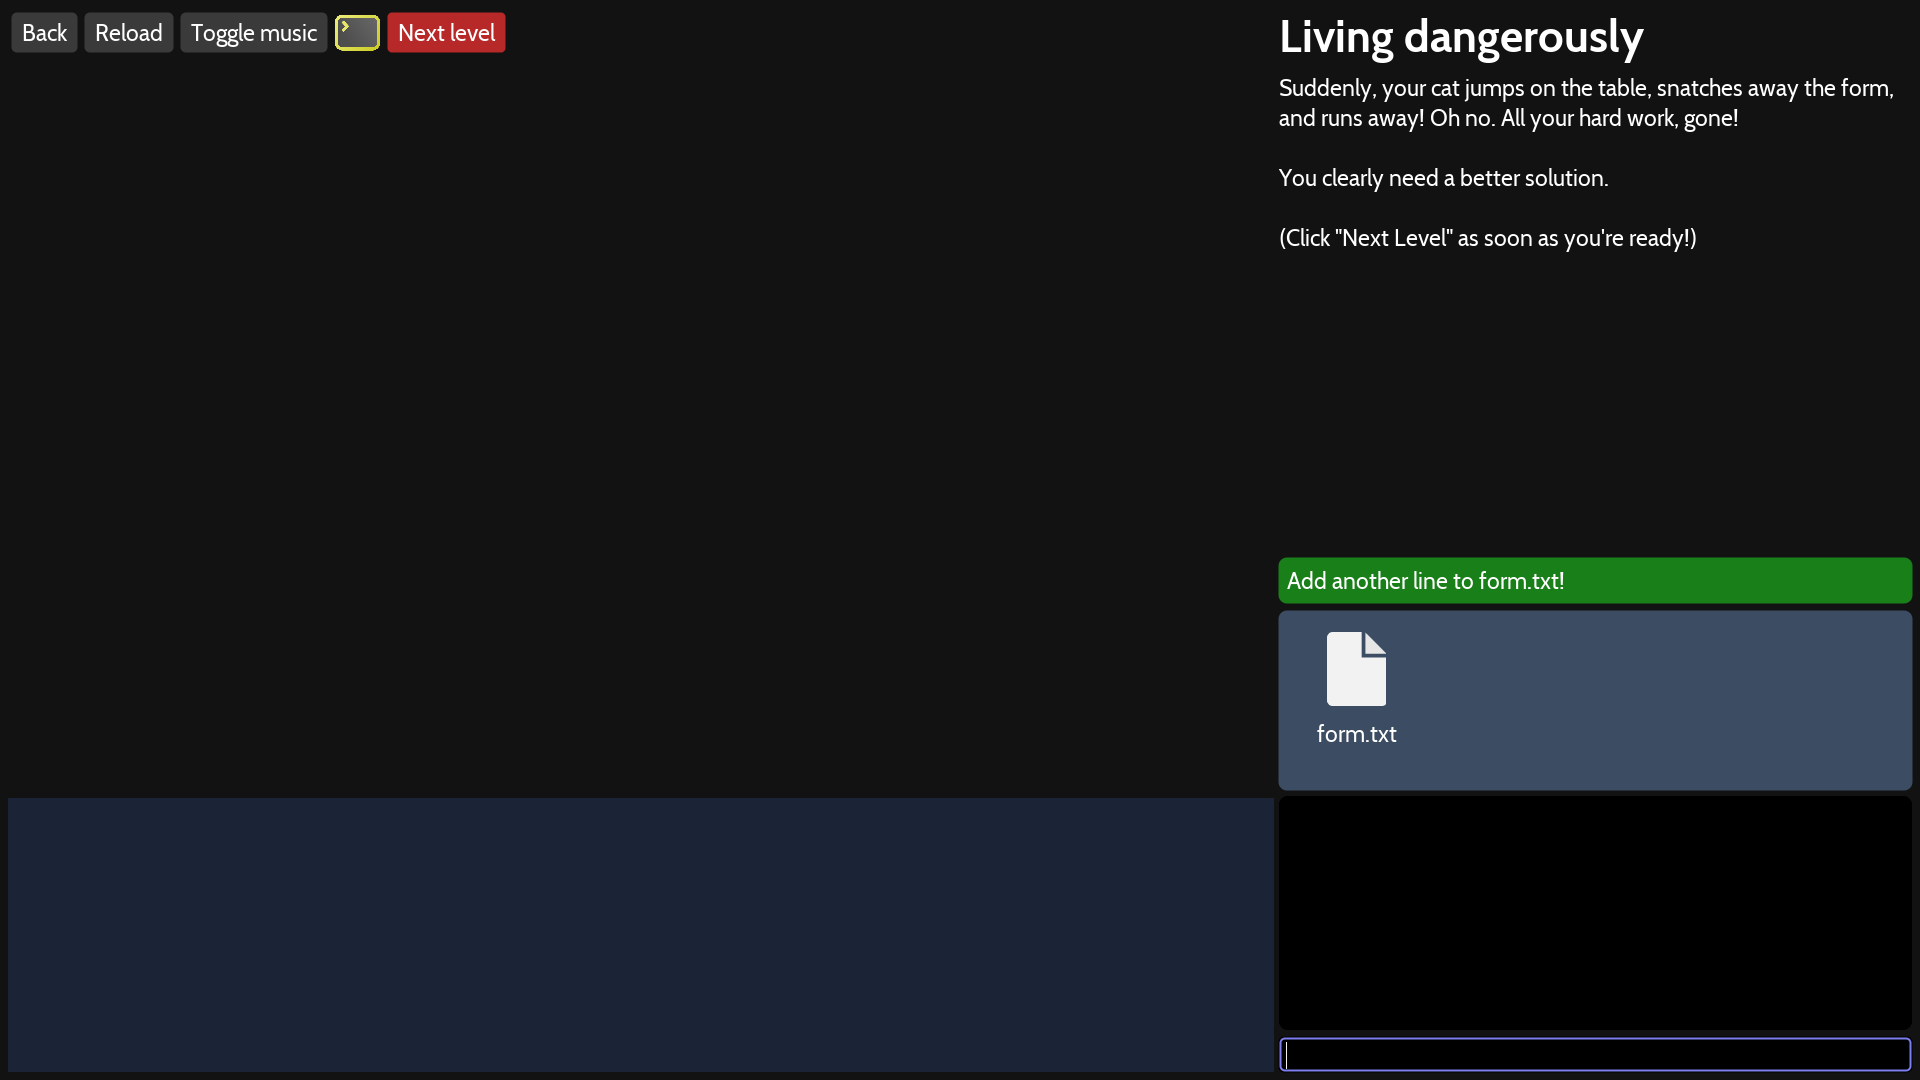 Back Reload Toggle music Next level
Living dangerously
Suddenly, your cat jumps on the table, snatches away the form,
and runs away! Oh no. All your hard work, gone!
You clearly need a better solution.
(Click "Next Level" as soon as you're ready!)
Add another line to form.txt!
form.txt